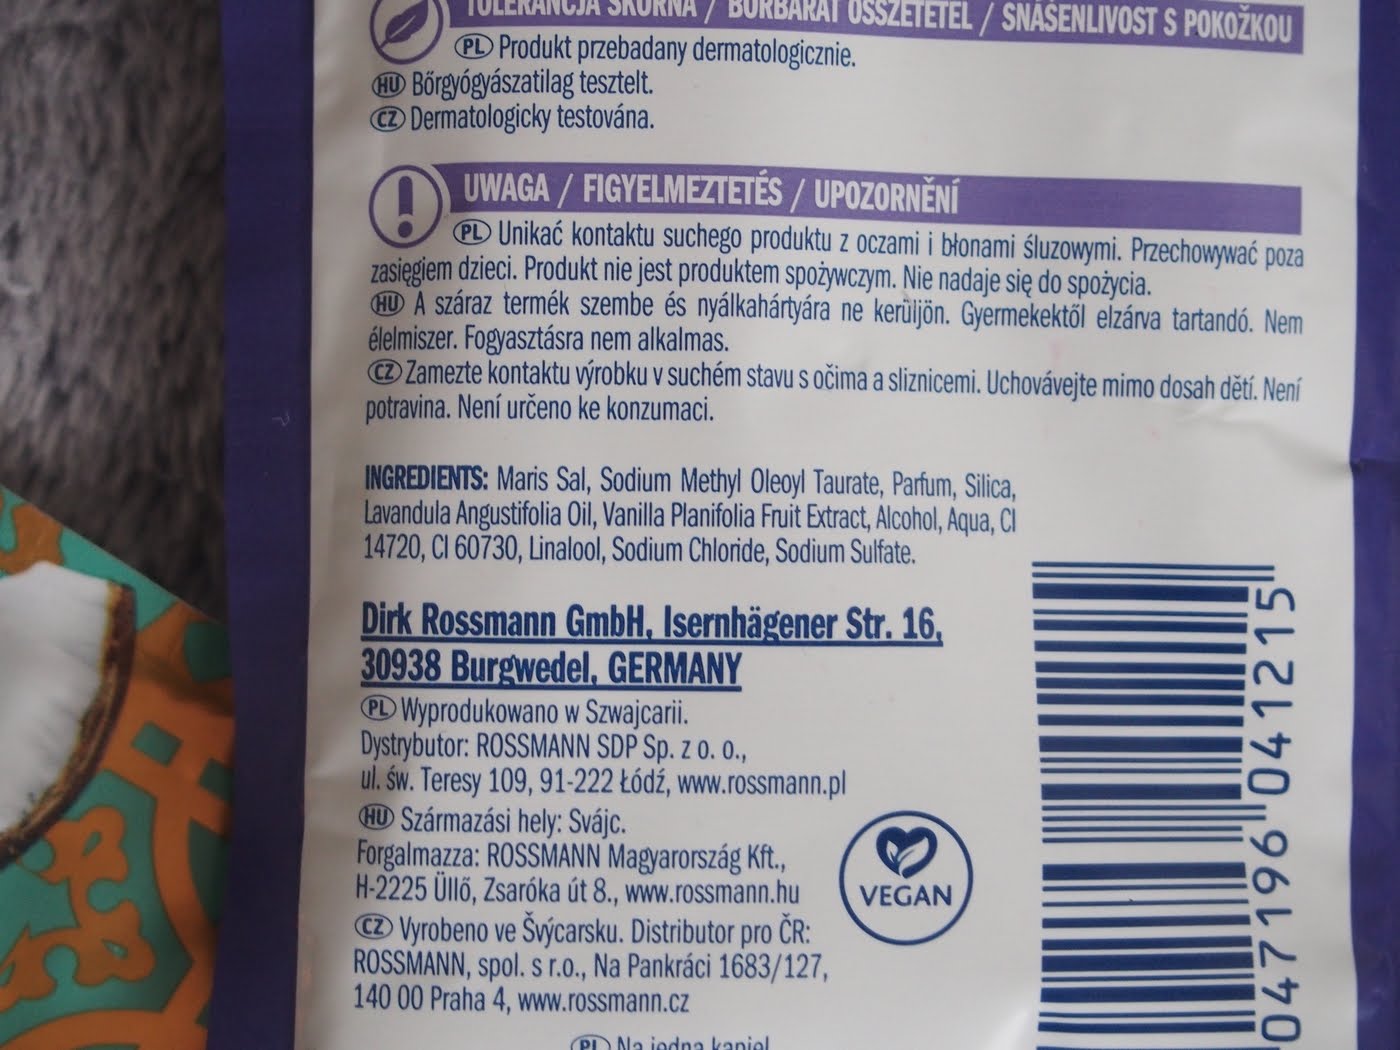 TOLERANCJA SKÓRNA / BŐRBARÁT ÖSSZETÉTEL / SNÁŠENLIVOST S POKOŽKOU
PL Produkt przebadany dermatologicznie.
HU Bőrgyógyászatilag tesztelt.
CZ Dermatologicky testována.
UWAGA / FIGYELMEZTETÉS / UPOZORNĚNÍ
PL Unikać kontaktu suchego produktu z oczami i błonami śluzowymi. Przechowywać poza
zasięgiem dzieci. Produkt nie jest produktem spożywczym. Nie nadaje się do spożycia.
HU A száraz termék szembe és nyálkahártyára ne kerüljön. Gyermekektől elzárva tartandó. Nem
élelmiszer. Fogyasztásra nem alkalmas.
CZ Zamezte kontaktu výrobku v suchém stavu s očima a sliznicemi. Uchovávejte mimo dosah dětí. Není
potravina. Není určeno ke konzumaci.
INGREDIENTS: Maris Sal, Sodium Methyl Oleoyl Taurate, Parfum, Silica,
Lavandula Angustifolia Oil, Vanilla Planifolia Fruit Extract, Alcohol, Aqua, CI
14720, CI 60730, Linalool, Sodium Chloride, Sodium Sulfate.
Dirk Rossmann GmbH, Isernhägener Str. 16,
30938 Burgwedel, GERMANY
PL Wyprodukowano w Szwajcarii.
Dystrybutor: ROSSMANN SDP Sp. z o. o.,
ul. św. Teresy 109, 91-222 Łódź, www.rossmann.pl
HU Származási hely: Svájc.
Forgalmazza: ROSSMANN Magyarország Kft.,
H-2225 Üllő, Zsaróka út 8., www.rossmann.hu
CZ Vyrobeno ve Švýcarsku. Distributor pro ČR:
ROSSMANN, spol. s r.o., Na Pankráci 1683/127,
140 00 Praha 4, www.rossmann.cz
VEGAN
PL Na jedną kąpiel
047196 041215